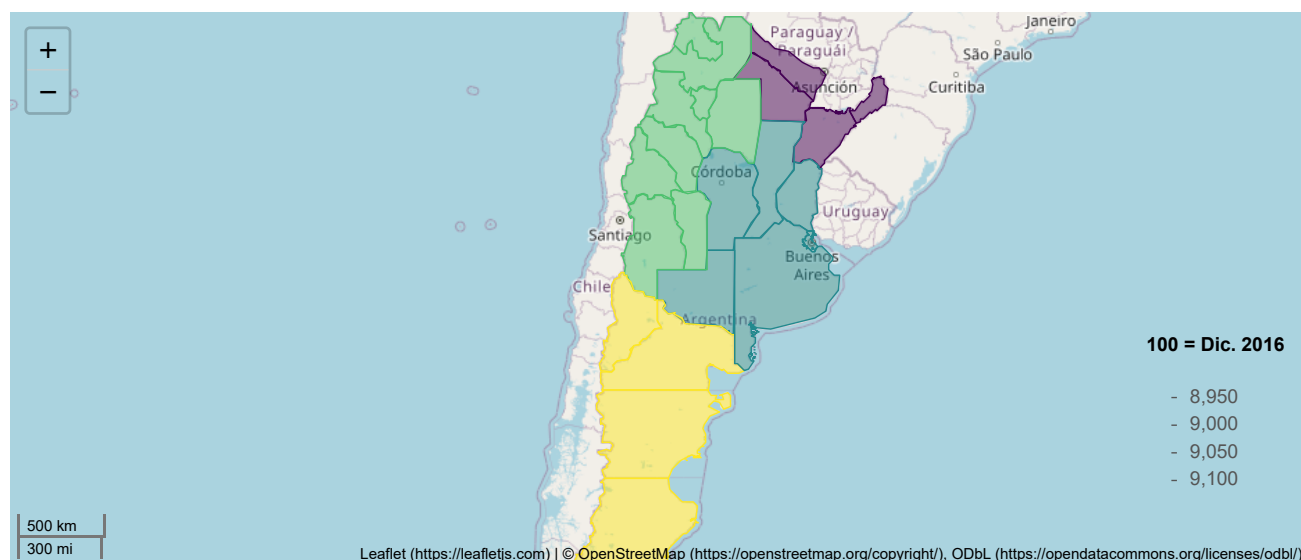 +
−
Janeiro
Paraguay /
Paraguái
São Paulo
Asunción
Curitiba
Córdoba
Uruguay
Santiago
Buenos
Aires
Chile
Argentina
100 = Dic. 2016
- 8,950
- 9,000
- 9,050
- 9,100
500 km
300 mi
Leaflet (https://leafletjs.com) | © OpenStreetMap (https://openstreetmap.org/copyright/), ODbL (https://opendatacommons.org/licenses/odbl/)